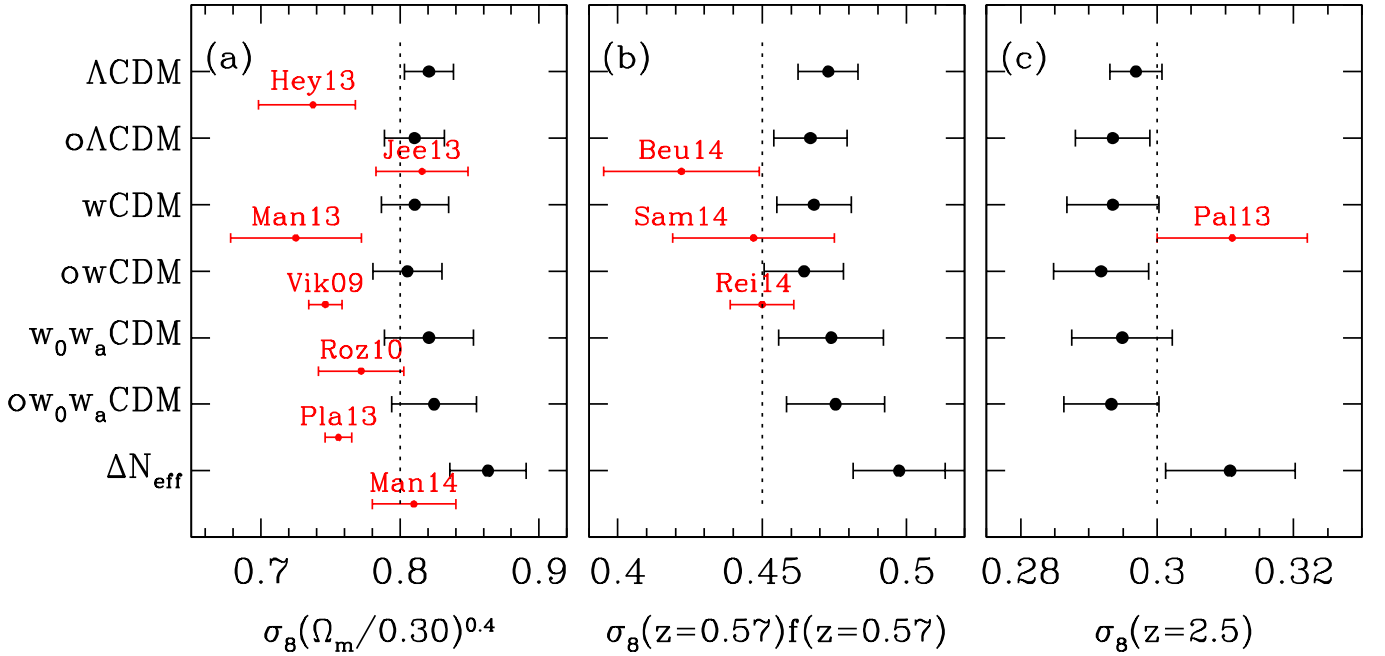 (a)
(b)
(c)
ΛCDM
Hey13
oΛCDM
Jee13
Beu14
wCDM
Man13
Sam14
Pal13
owCDM
Vik09
Rei14
w₀wₐCDM
Roz10
ow₀wₐCDM
Pla13
ΔN_eff
Man14
0.7 0.8 0.9
0.4 0.45 0.5
0.28 0.3 0.32
σ₈(Ω_m/0.30)^0.4
σ₈(z=0.57)f(z=0.57)
σ₈(z=2.5)